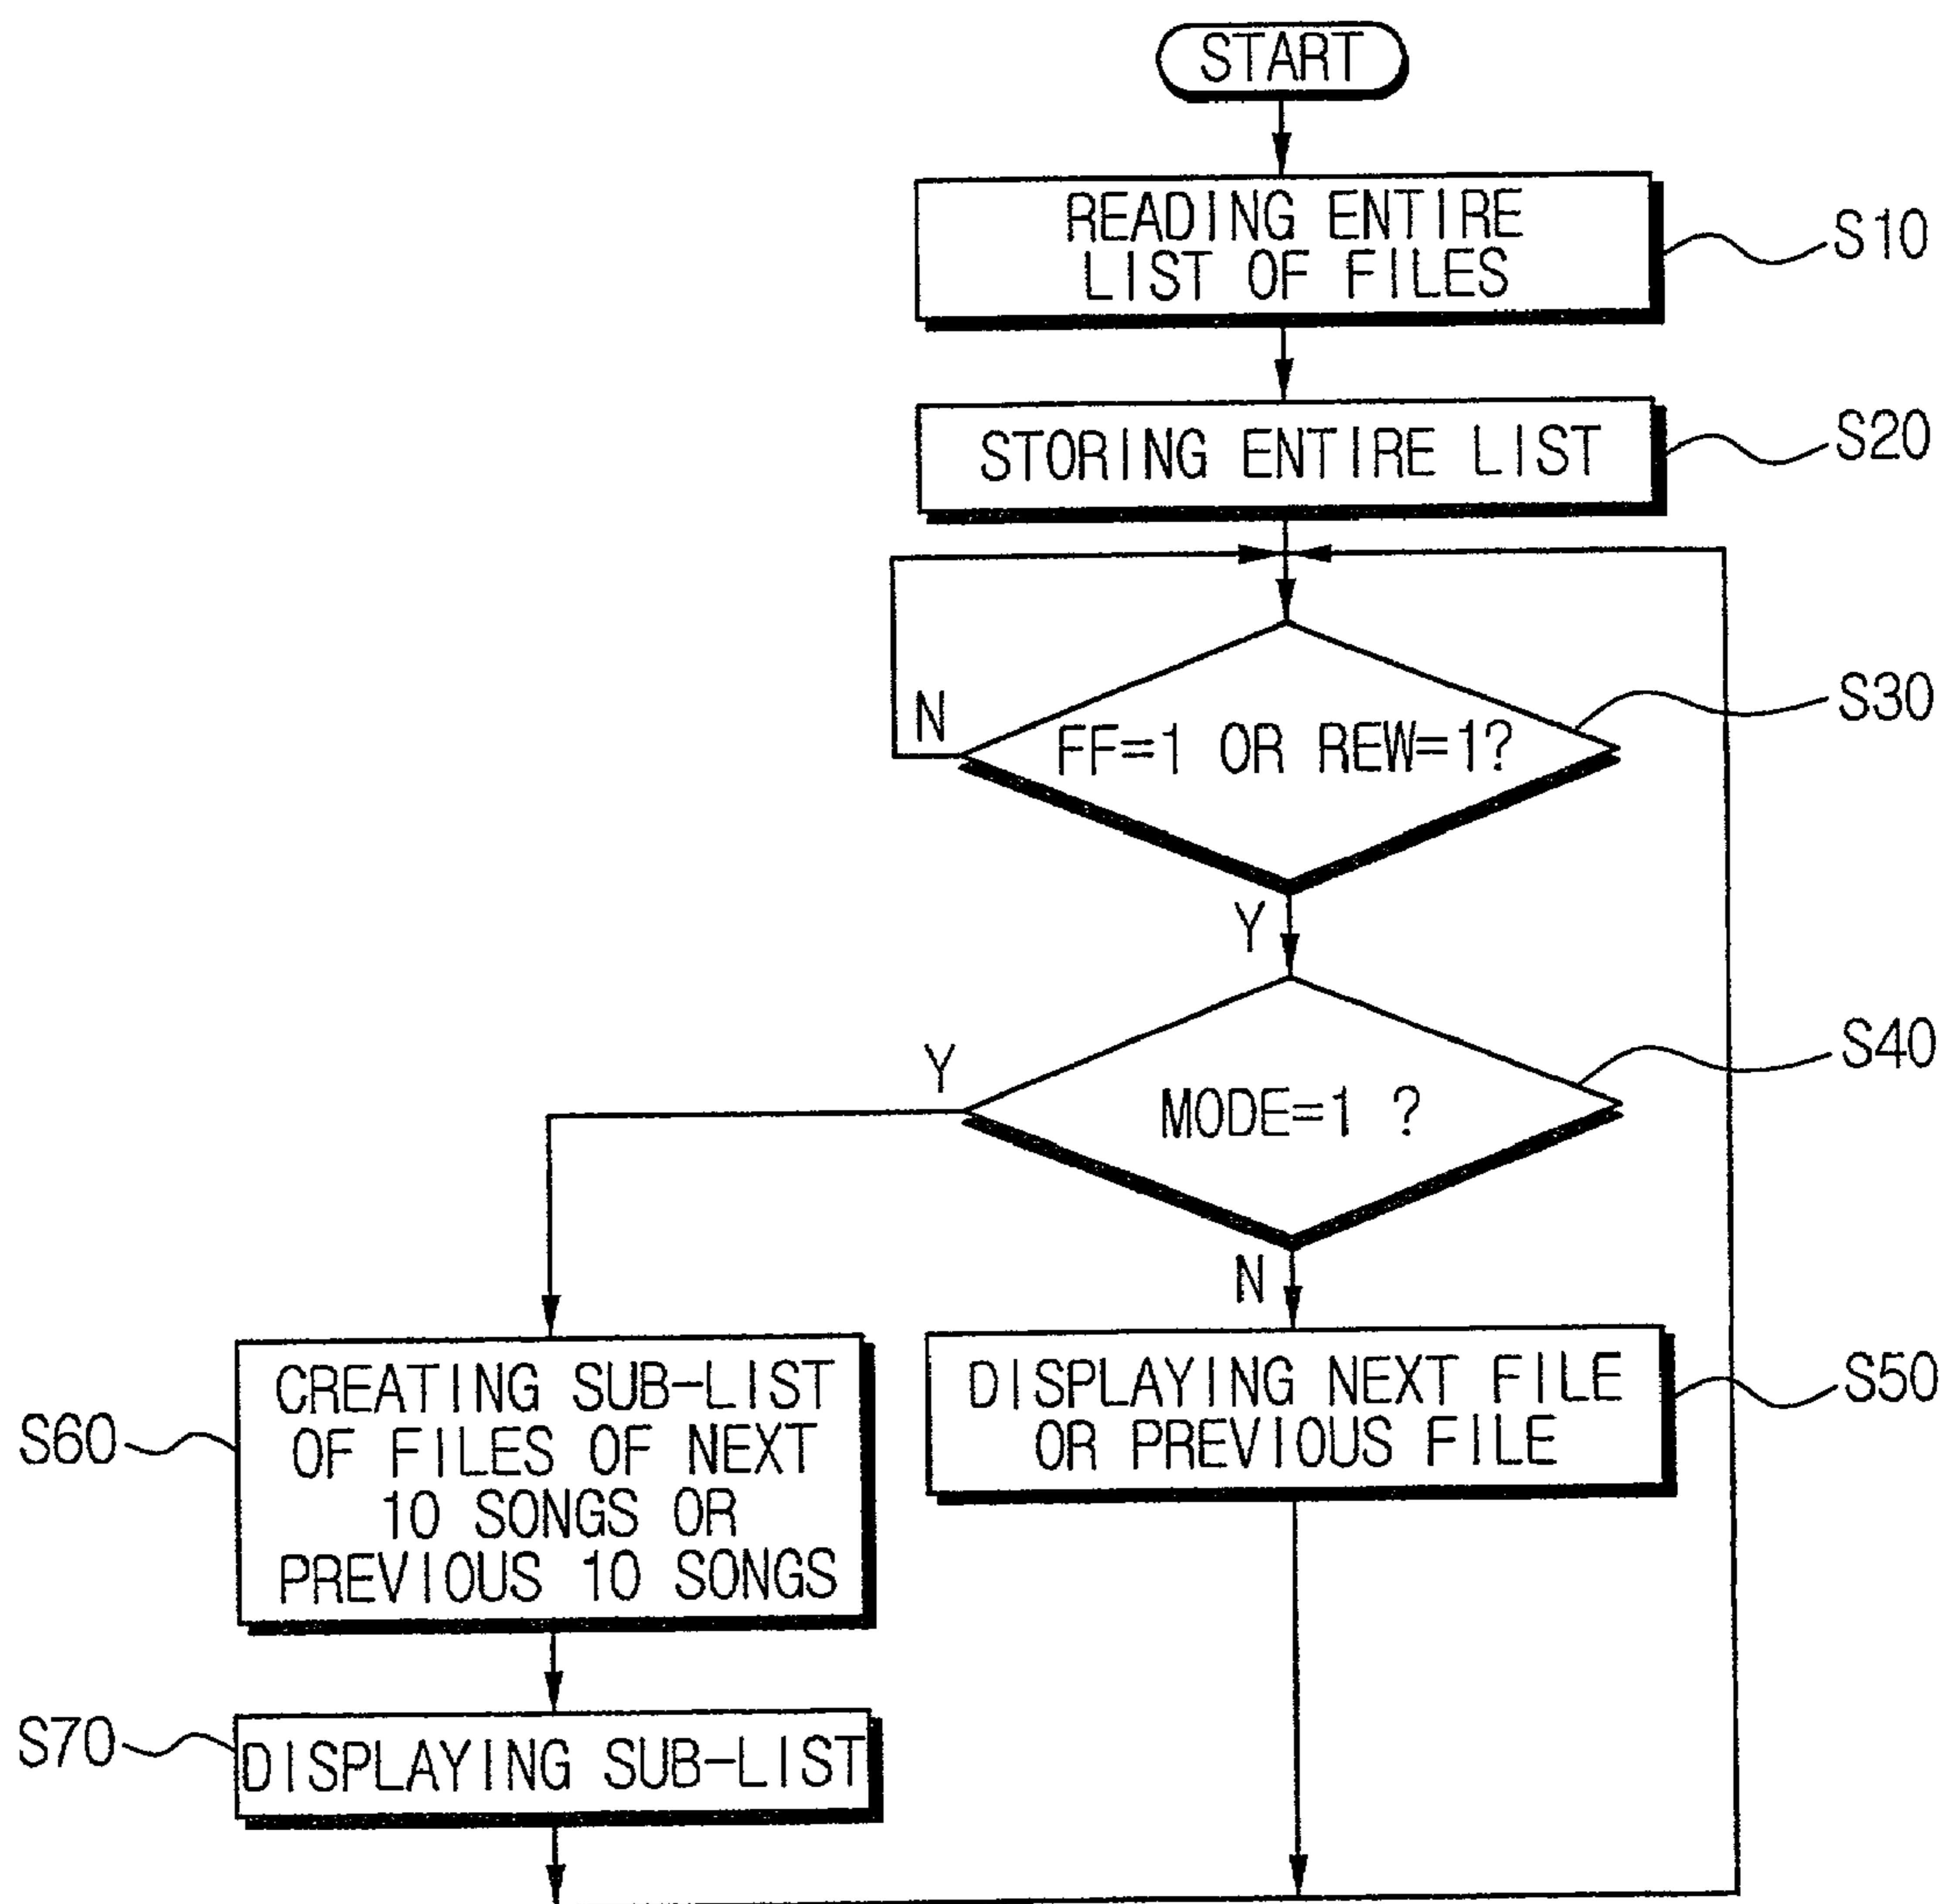 START
READING ENTIRE
LIST OF FILES
S10
STORING ENTIRE LIST
S20
N
FF=1 OR REW=1?
S30
Y
Y
MODE=1 ?
S40
N
CREATING SUB-LIST
OF FILES OF NEXT
10 SONGS OR
PREVIOUS 10 SONGS
S60
DISPLAYING NEXT FILE
OR PREVIOUS FILE
S50
S70
DISPLAYING SUB-LIST